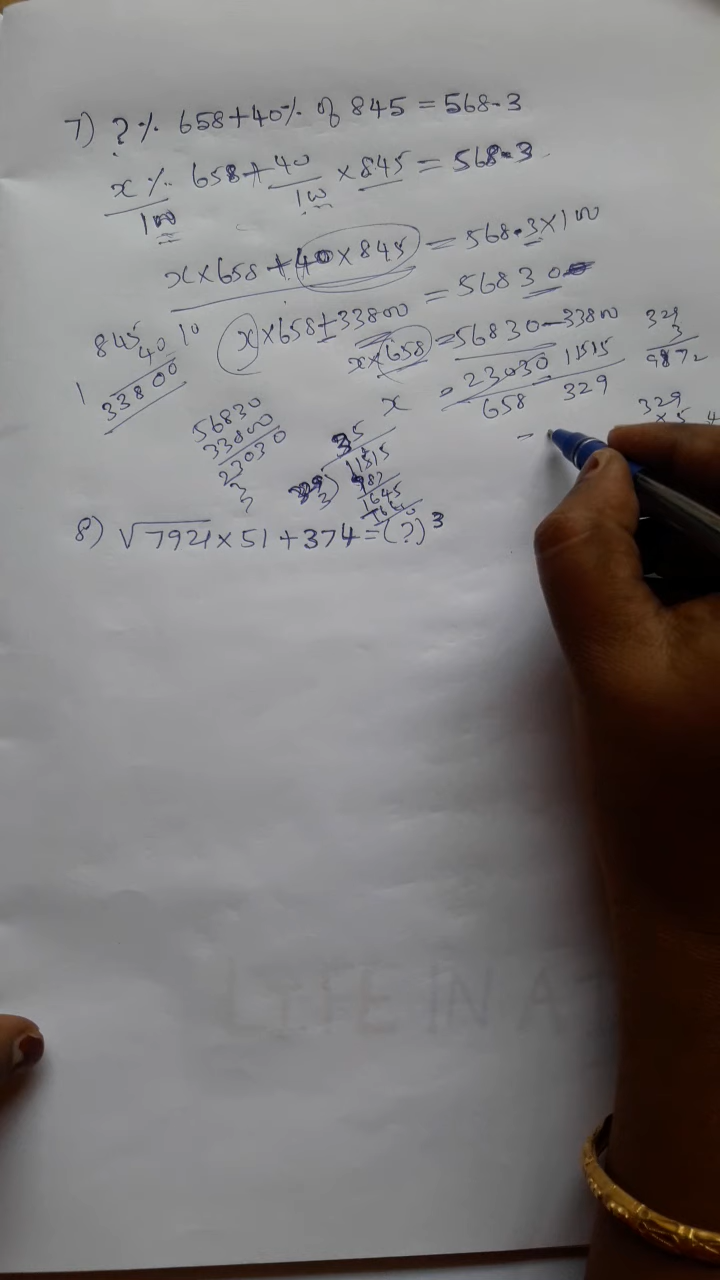 7) ?% 658+40% of 845 = 568.3
x% 658 + 40 × 845 = 568.3
100 100
x×658 + 40×845 = 568.3×100
x×658 + 33800 = 56830
845 40
33800
x×(658) = 56830 - 33800
x = 23030 11515
658 329
329
3
987
329
×5
56830
33800
23030
35
329) 11515
987
1645
1645
8) √7921 × 51 + 374 = (?)³
LIFE IN A